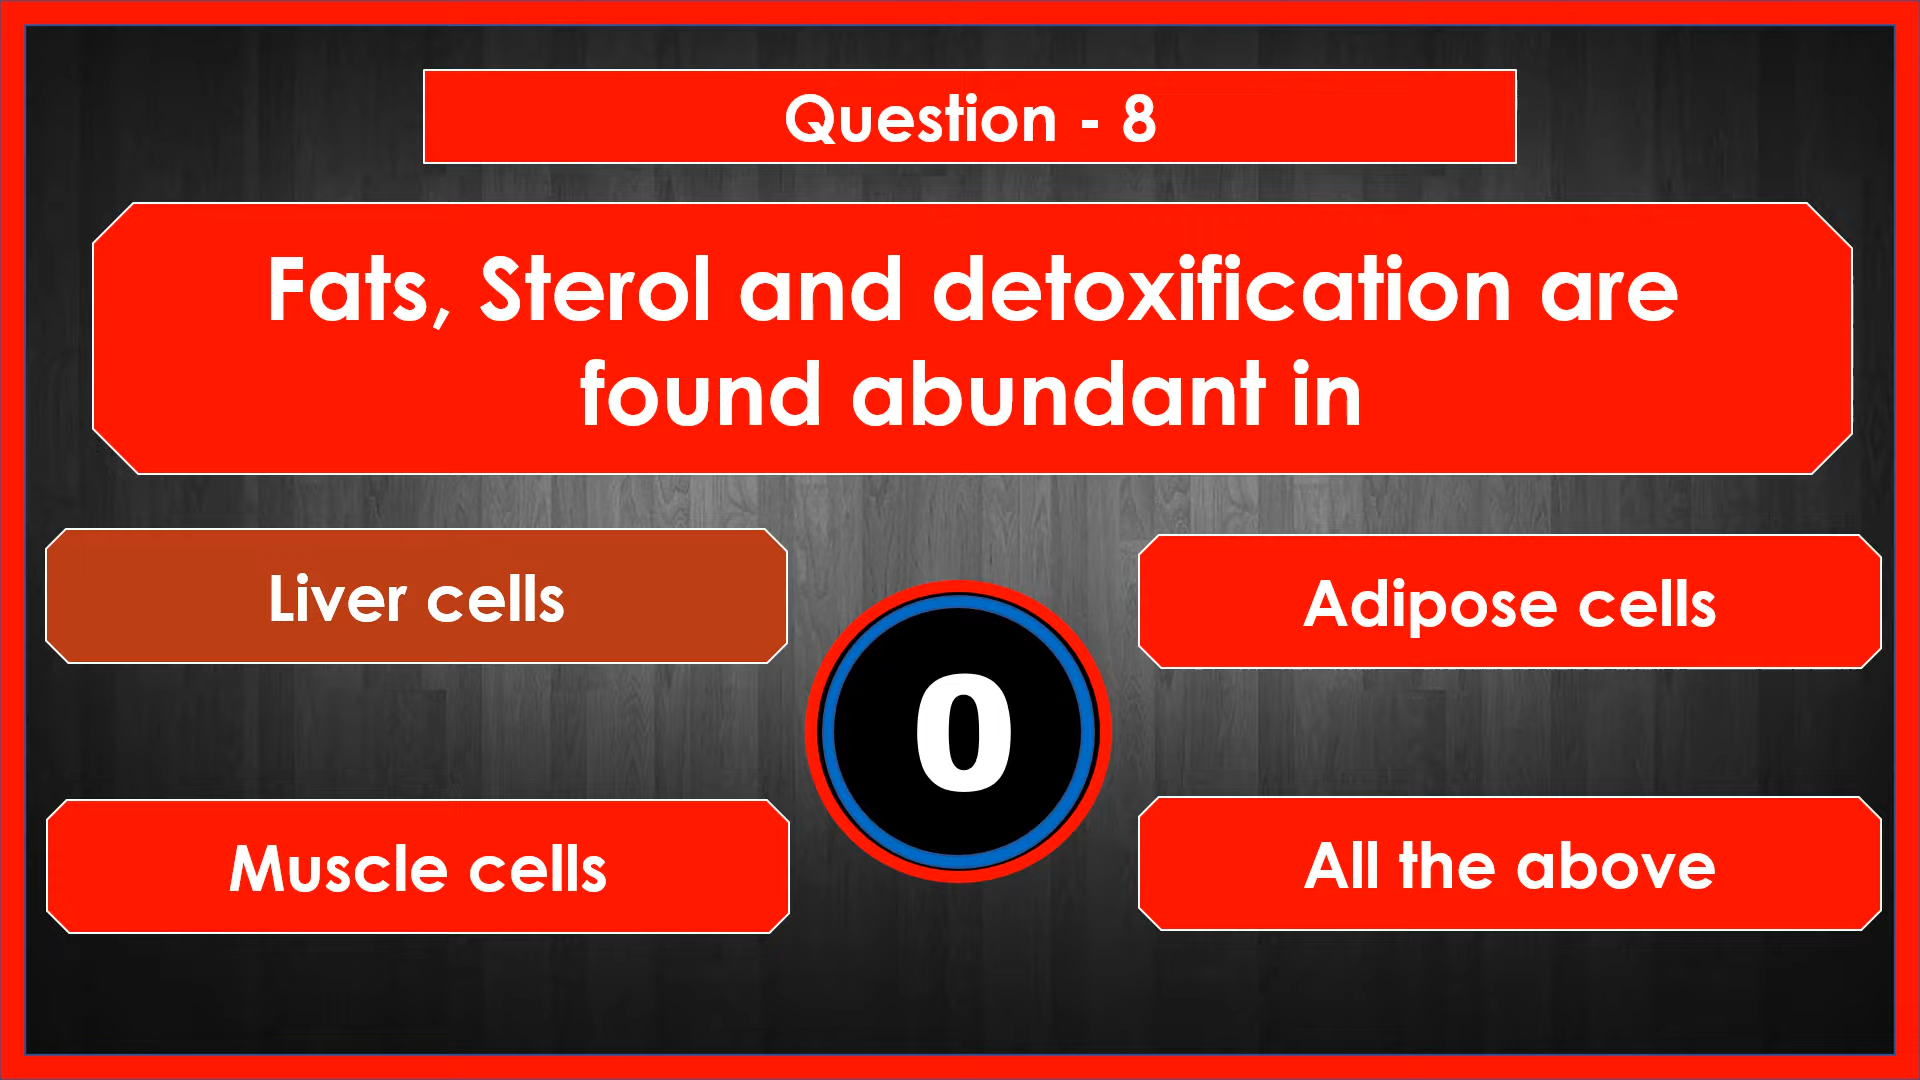 Question - 8
Fats, Sterol and detoxification are
found abundant in
Liver cells
Adipose cells
0
Muscle cells
All the above